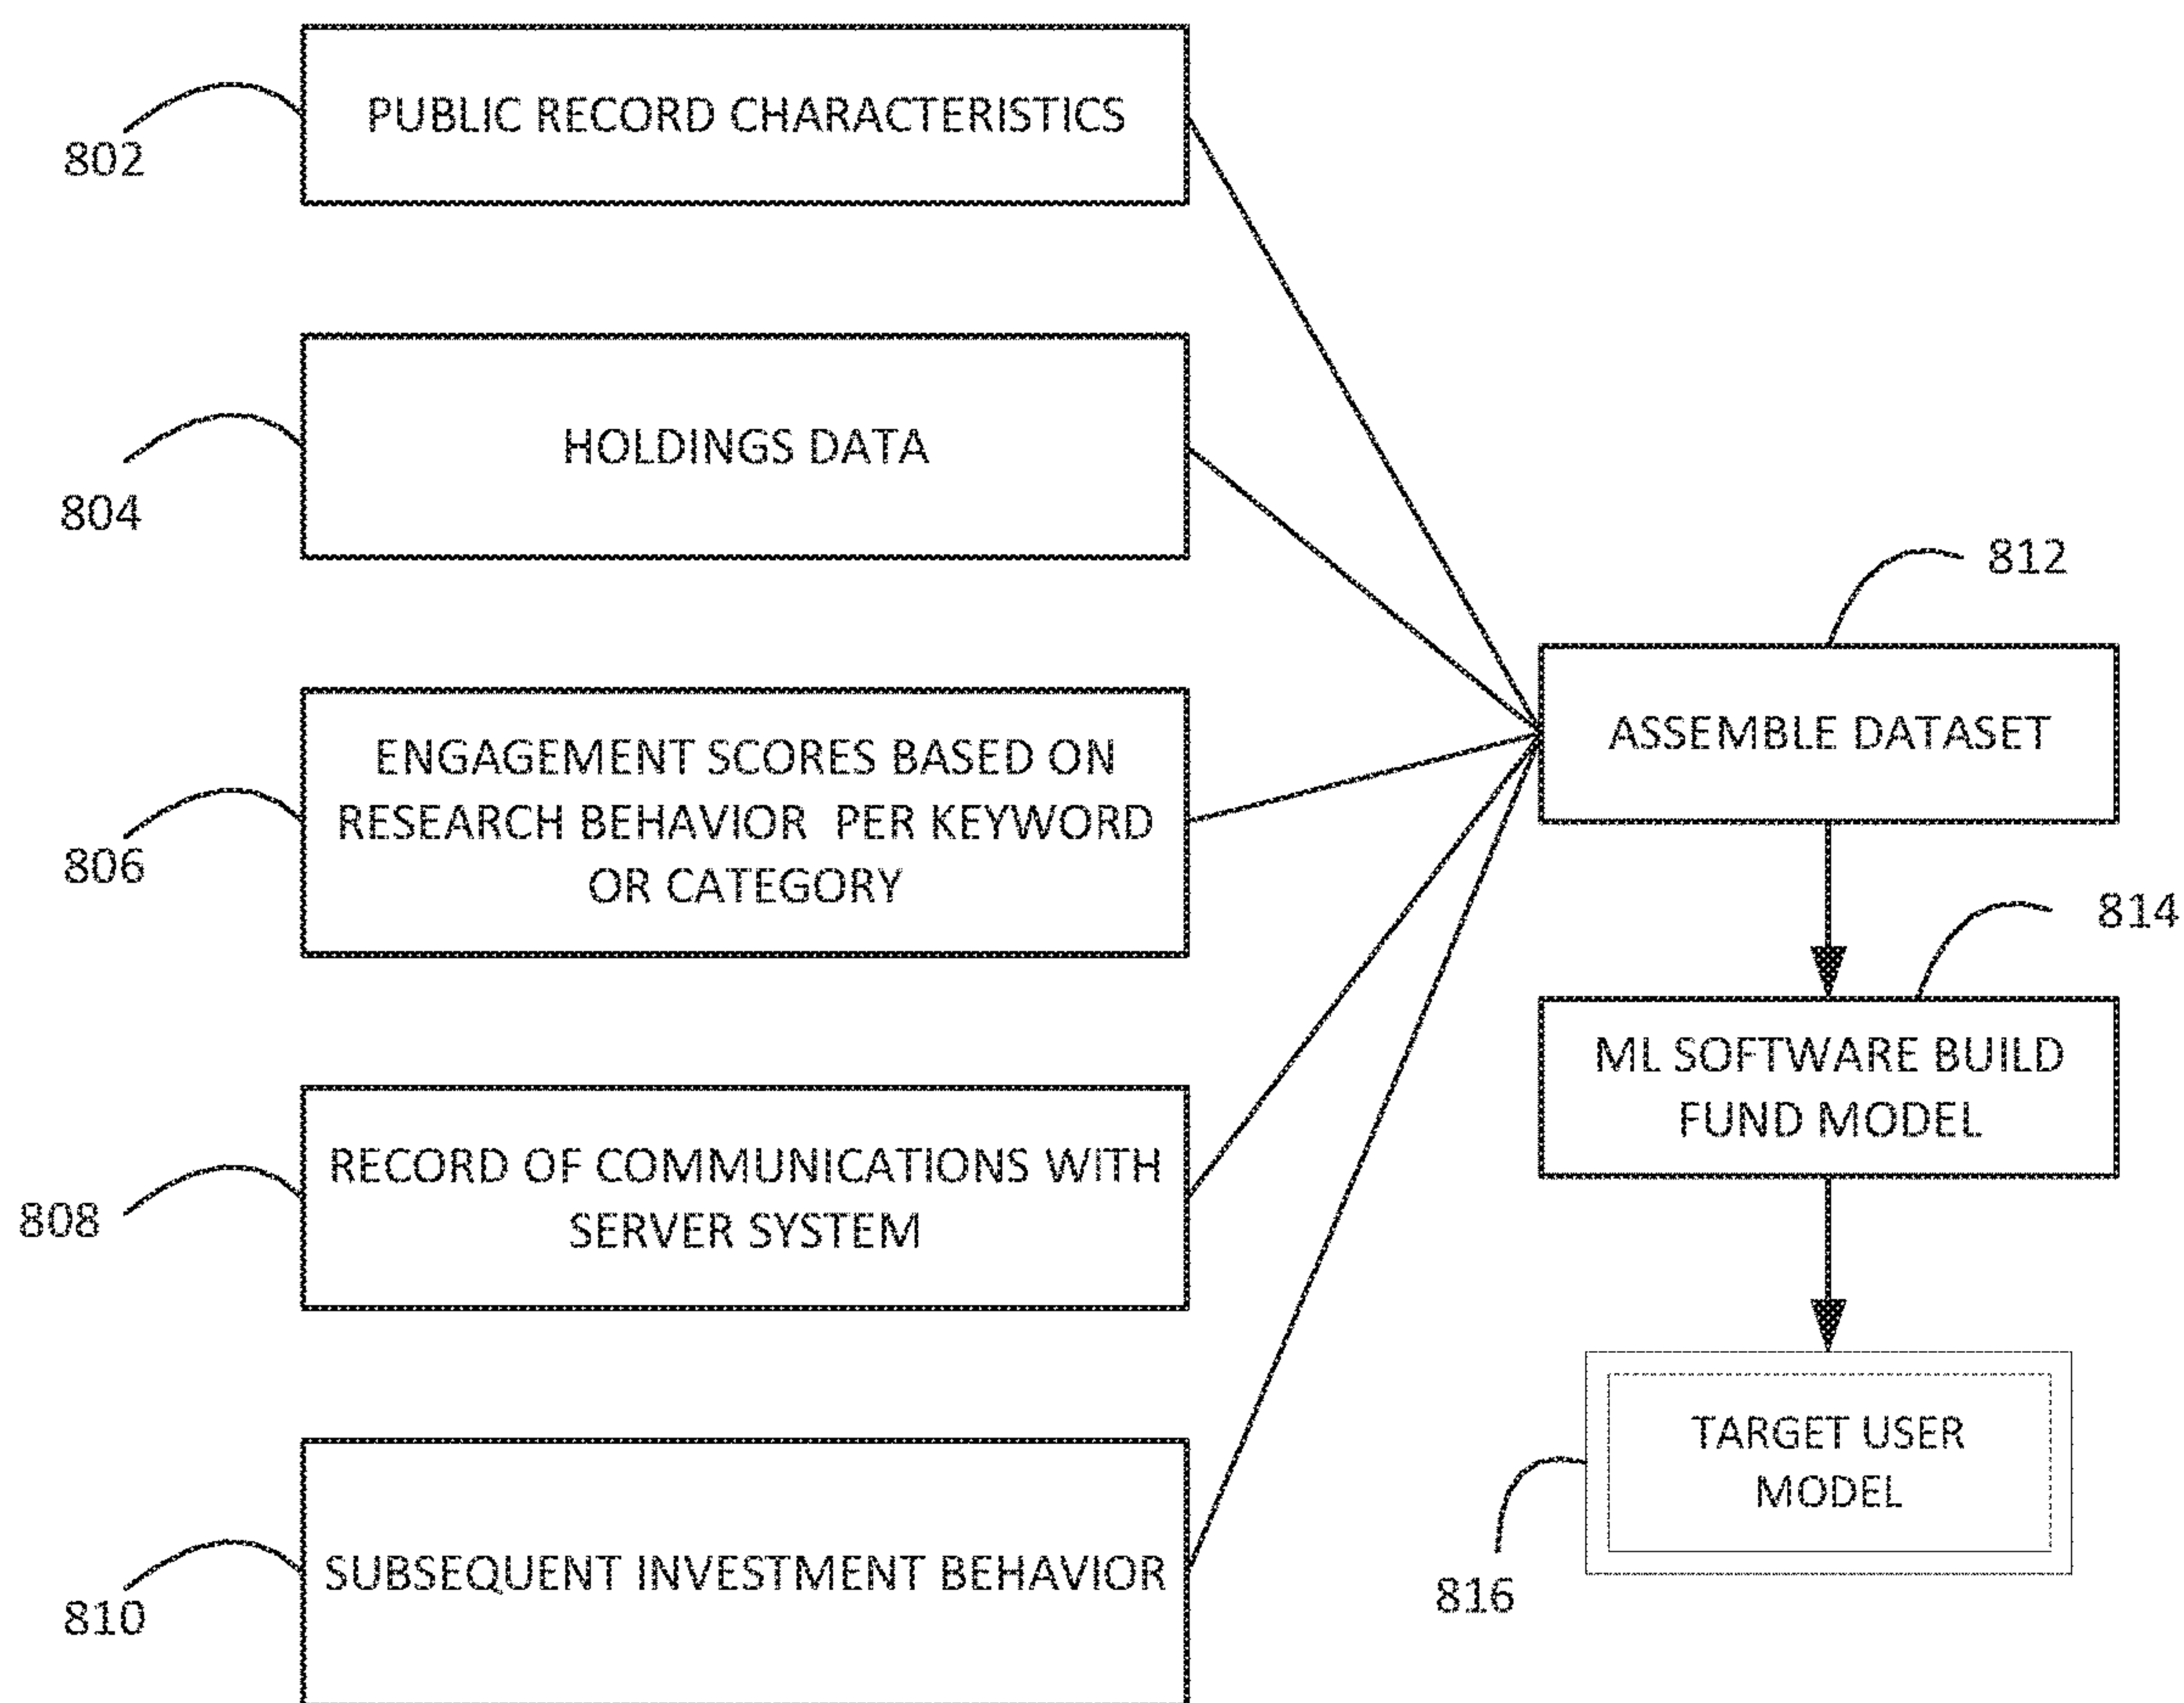 PUBLIC RECORD CHARACTERISTICS
802
HOLDINGS DATA
804
ENGAGEMENT SCORES BASED ON
RESEARCH BEHAVIOR PER KEYWORD
OR CATEGORY
806
RECORD OF COMMUNICATIONS WITH
SERVER SYSTEM
808
SUBSEQUENT INVESTMENT BEHAVIOR
810
812
ASSEMBLE DATASET
814
ML SOFTWARE BUILD
FUND MODEL
TARGET USER
MODEL
816